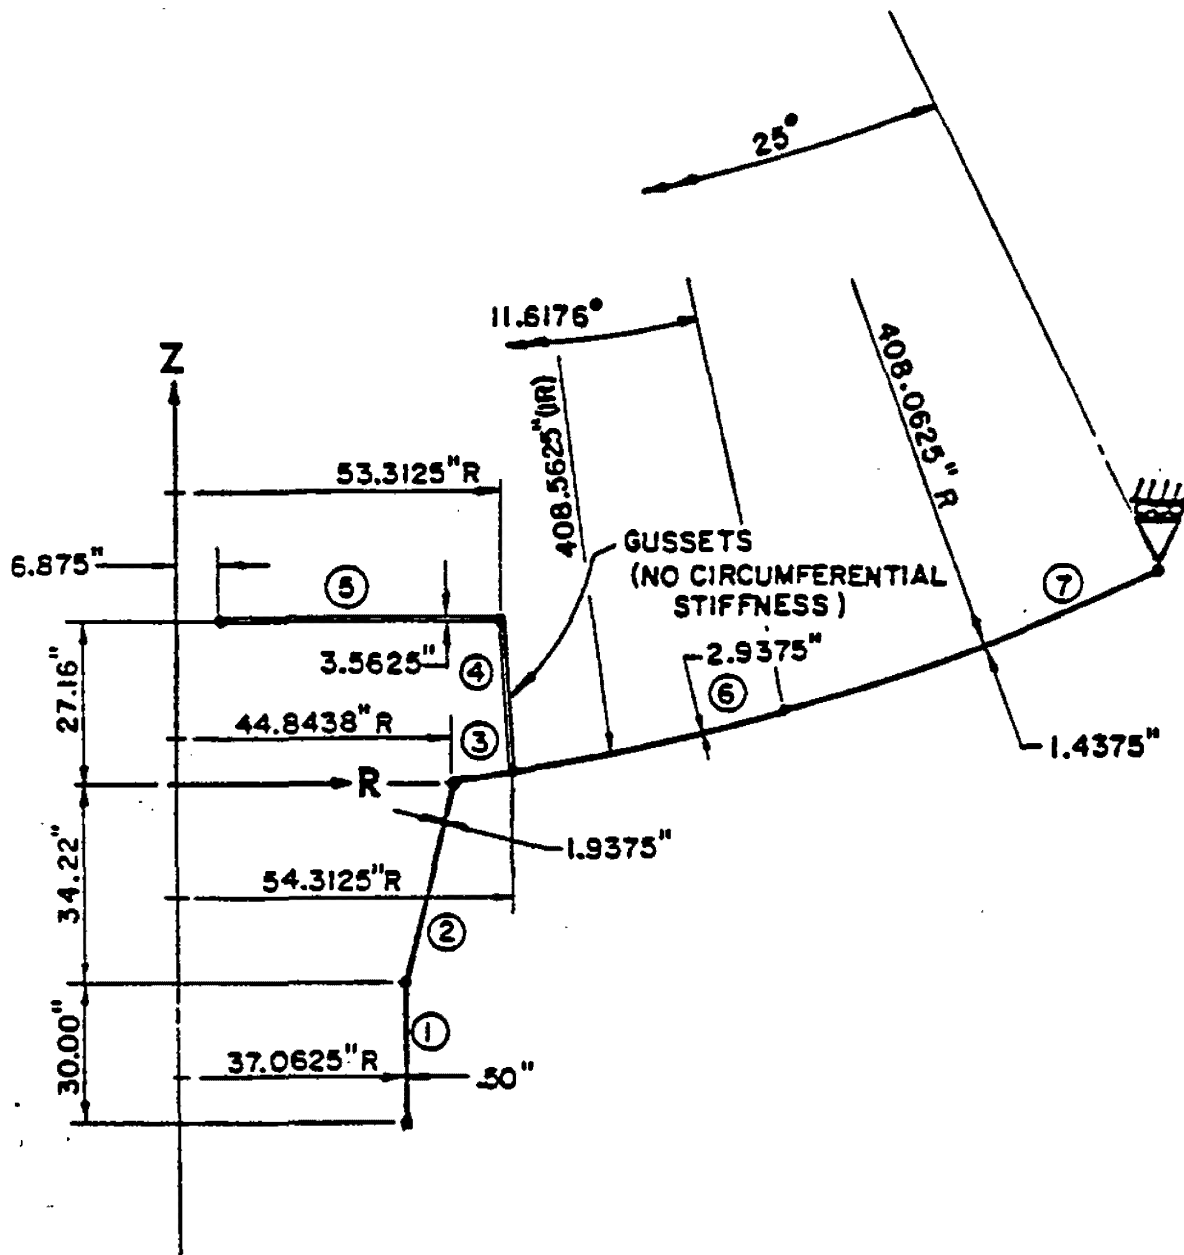 25°
11.6176°
Z
408.5625"(IR)
408.0625" R
53.3125"R
GUSSETS
(NO CIRCUMFERENTIAL
STIFFNESS)
6.875"
5
7
3.5625"
4
2.9375"
6
27.16"
44.8438"R
3
R
1.4375"
1.9375"
34.22"
54.3125"R
2
30.00"
1
37.0625"R
.50"